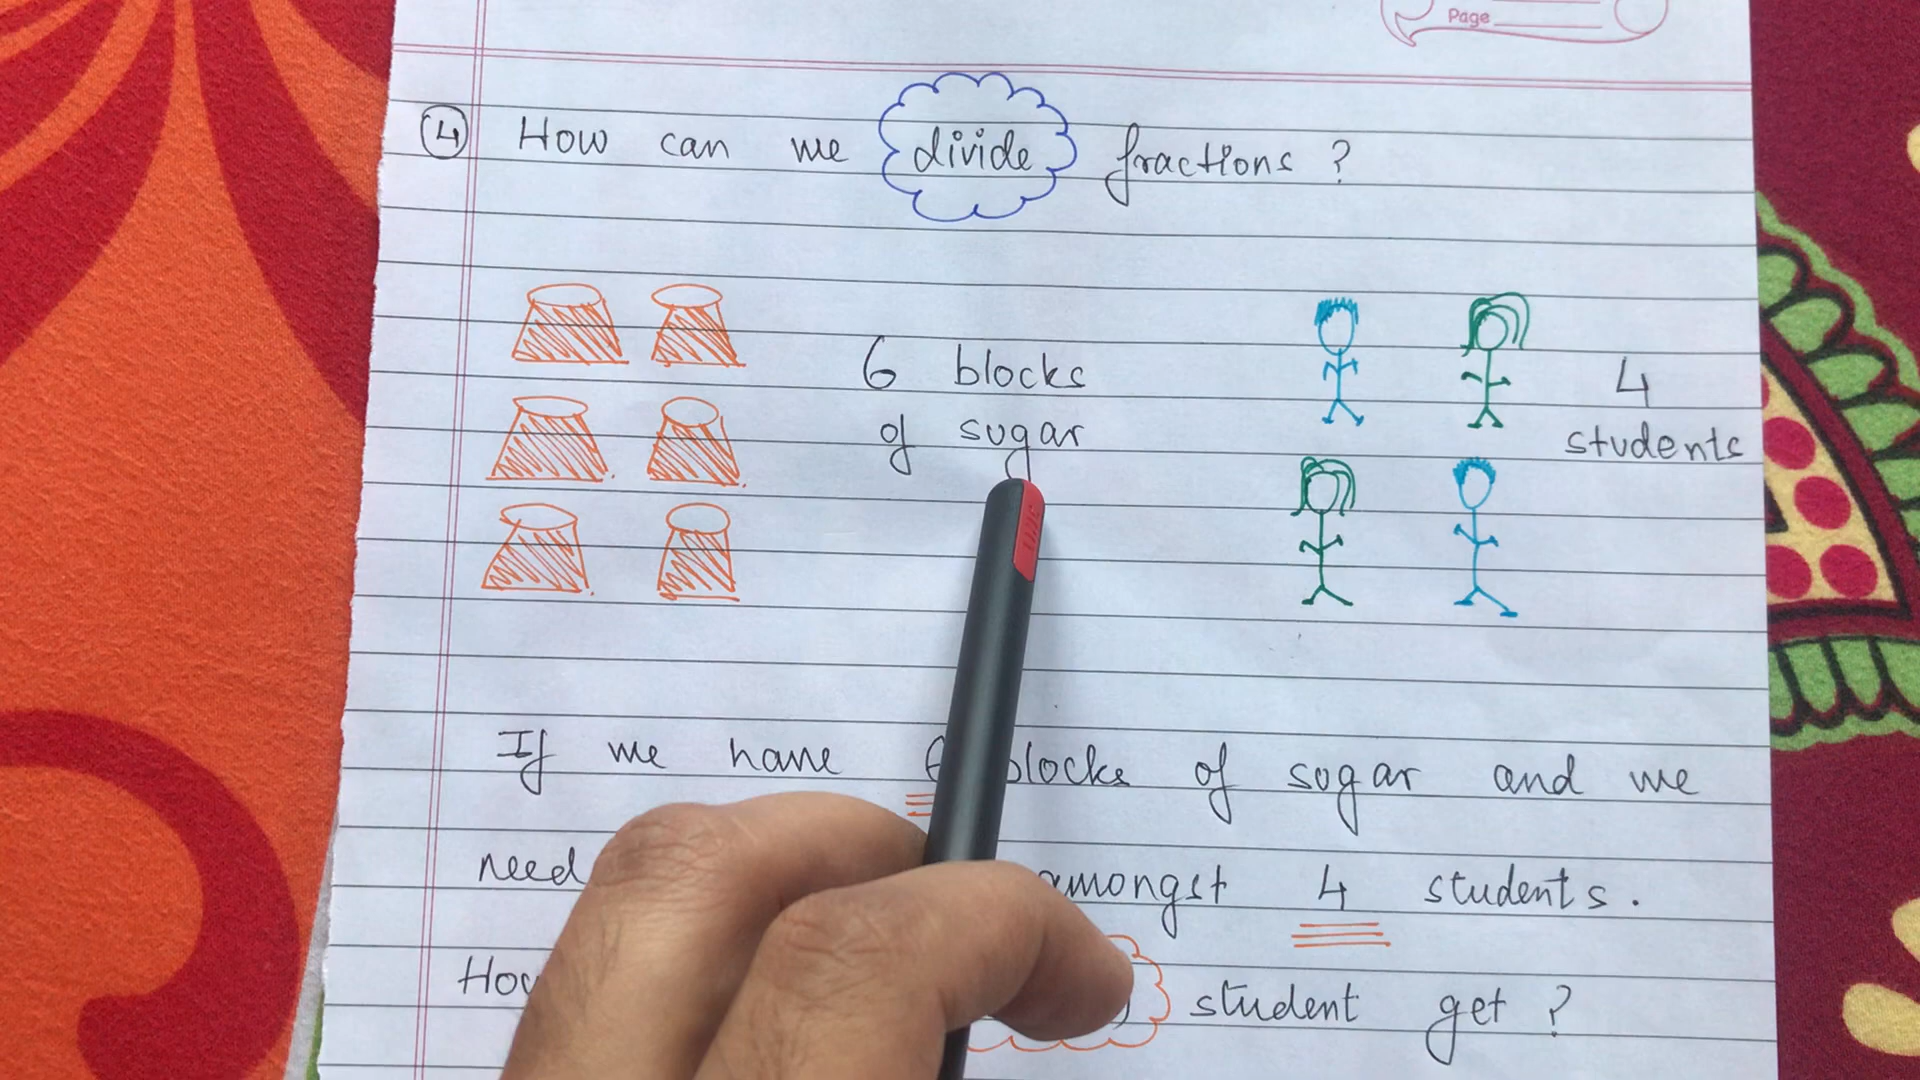 Page
4 How can we divide fractions ?
6 blocks
of sugar
4
students
If we have blocks of sugar and we
need amongst 4 students.
student get ?